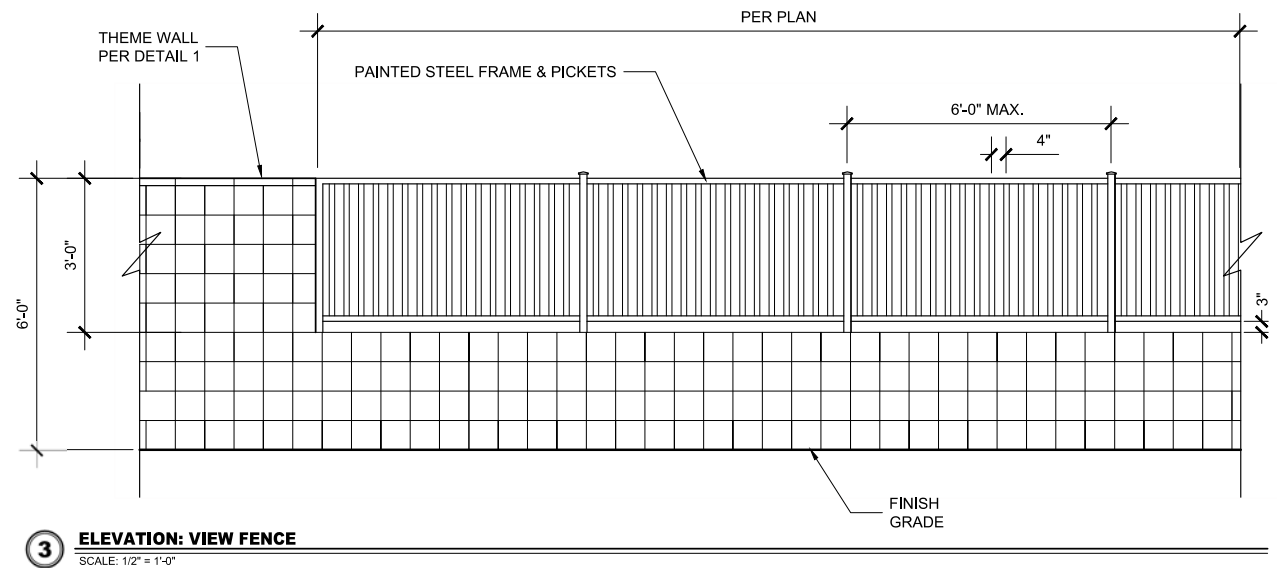 PER PLAN
THEME WALL
PER DETAIL 1
PAINTED STEEL FRAME & PICKETS
6'-0" MAX.
4"
3'-0"
6'-0"
3"
FINISH
GRADE
3
ELEVATION: VIEW FENCE
SCALE: 1/2" = 1'-0"